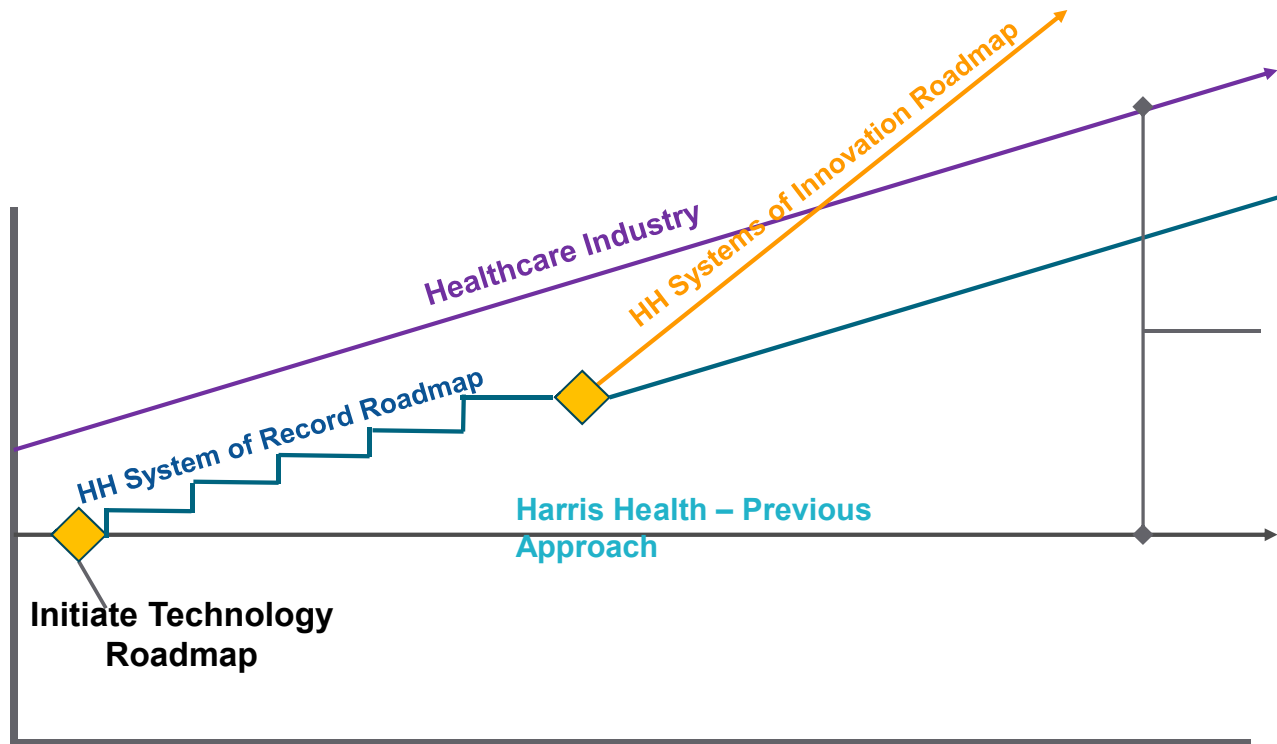 HH Systems of Innovation Roadmap
Healthcare Industry
HH System of Record Roadmap
Harris Health – Previous
Approach
Initiate Technology
Roadmap